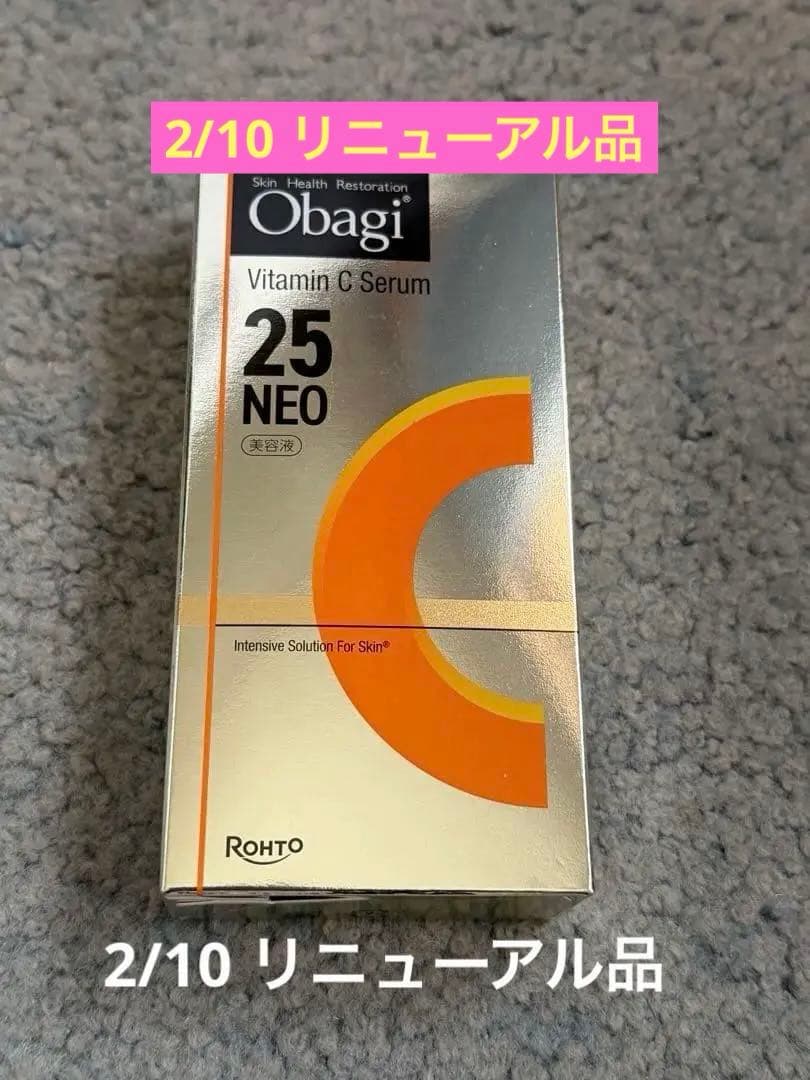 2/10 リニューアル品
Skin Health Restoration
Obagi®
Vitamin C Serum
25
NEO
美容液
Intensive Solution For Skin®
ROHTO
2/10 リニューアル品